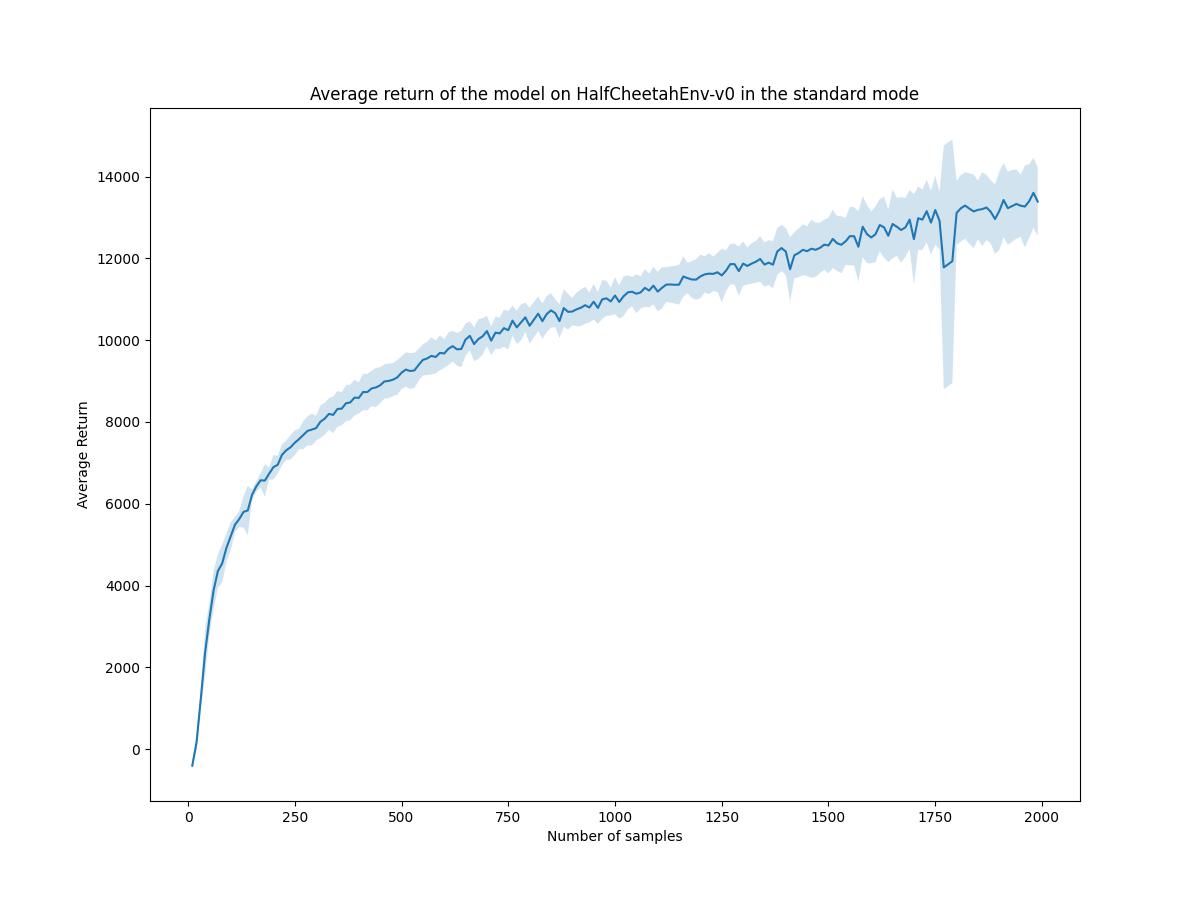 Average return of the model on HalfCheetahEnv-v0 in the standard mode
14000
12000
10000
8000
6000
4000
2000
0
Average Return
0 250 500 750 1000 1250 1500 1750 2000
Number of samples